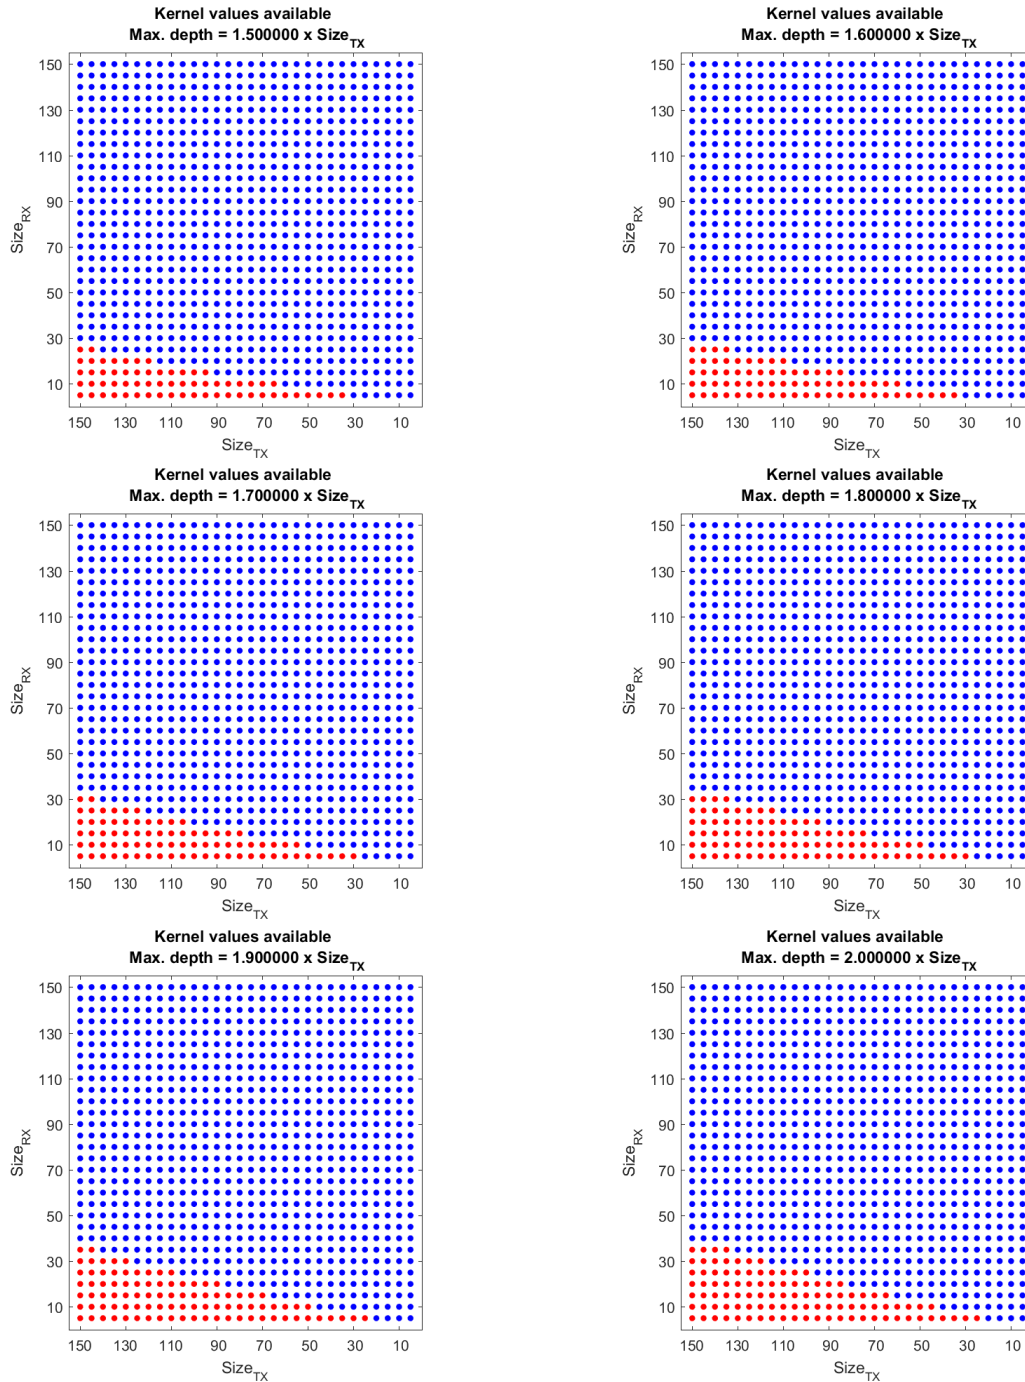 Kernel values available
Max. depth = 1.500000 x Size_TX
150
130
110
90
70
50
30
10
Size_RX
150 130 110 90 70 50 30 10
Size_TX
Kernel values available
Max. depth = 1.600000 x Size_TX
150
130
110
90
70
50
30
10
Size_RX
150 130 110 90 70 50 30 10
Size_TX
Kernel values available
Max. depth = 1.700000 x Size_TX
150
130
110
90
70
50
30
10
Size_RX
150 130 110 90 70 50 30 10
Size_TX
Kernel values available
Max. depth = 1.800000 x Size_TX
150
130
110
90
70
50
30
10
Size_RX
150 130 110 90 70 50 30 10
Size_TX
Kernel values available
Max. depth = 1.900000 x Size_TX
150
130
110
90
70
50
30
10
Size_RX
150 130 110 90 70 50 30 10
Size_TX
Kernel values available
Max. depth = 2.000000 x Size_TX
150
130
110
90
70
50
30
10
Size_RX
150 130 110 90 70 50 30 10
Size_TX